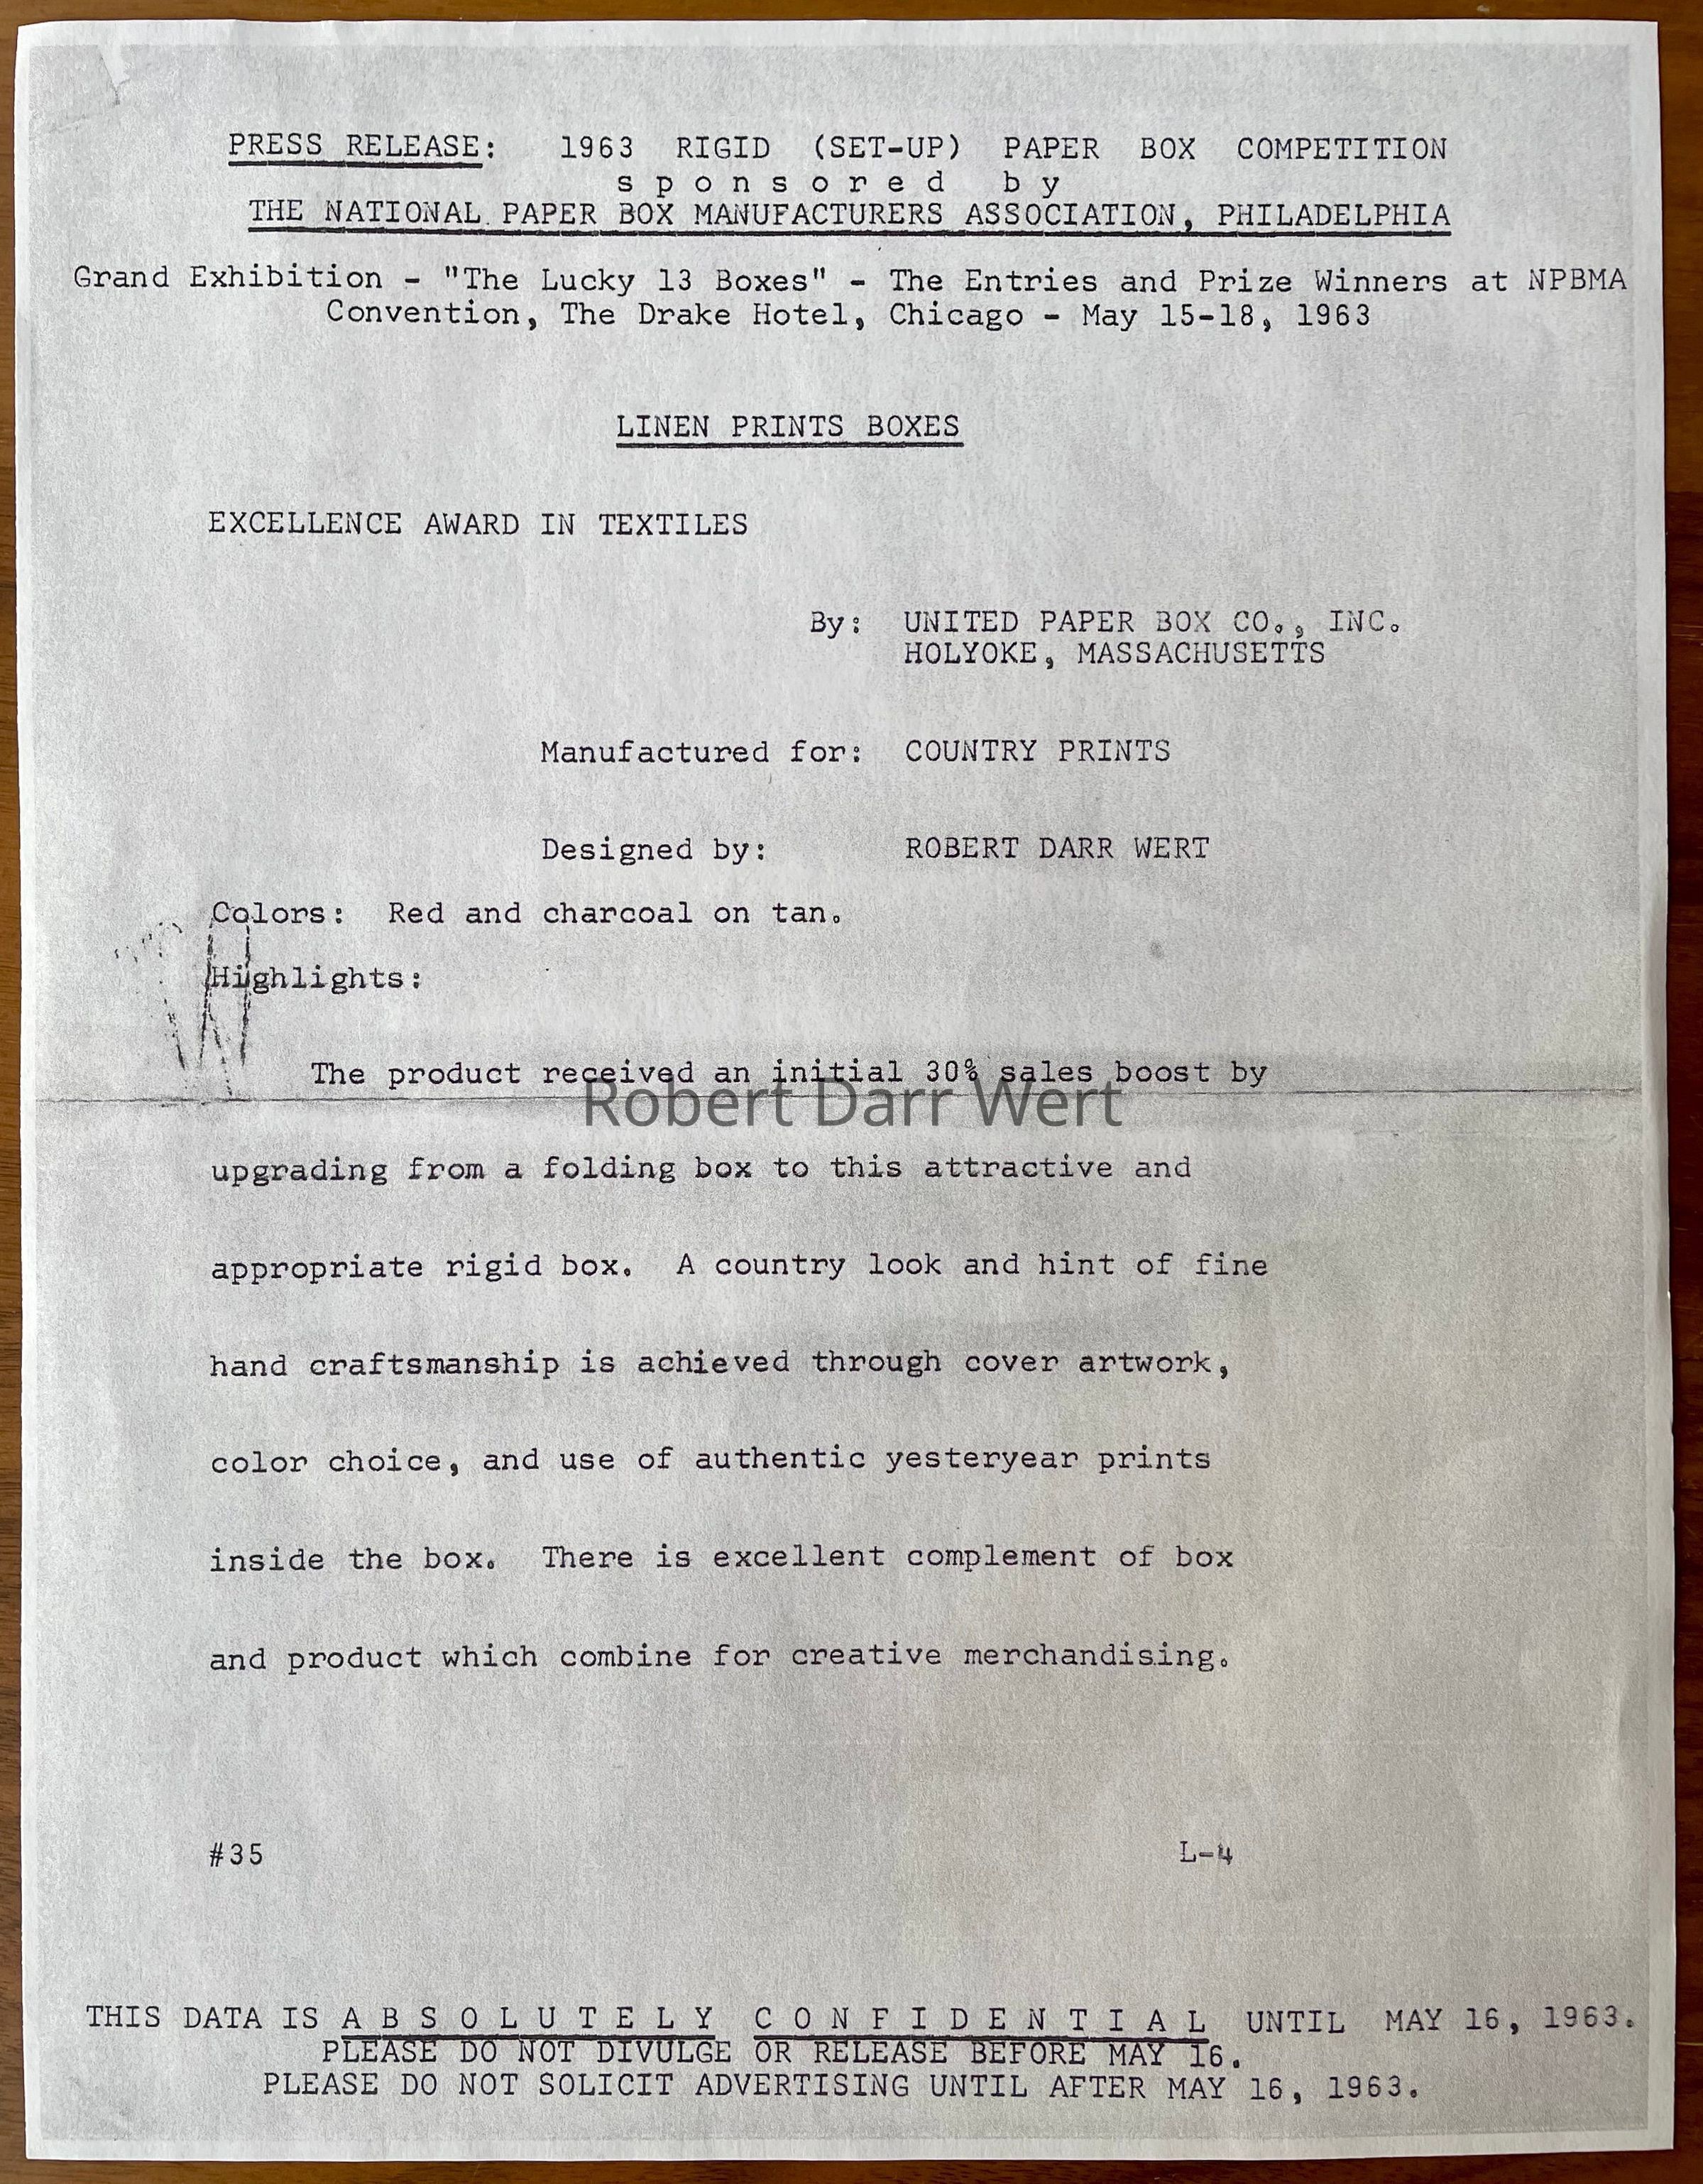 PRESS RELEASE: 1963 RIGID (SET-UP) PAPER BOX COMPETITION
sponsored by
THE NATIONAL PAPER BOX MANUFACTURERS ASSOCIATION, PHILADELPHIA
Grand Exhibition - "The Lucky 13 Boxes" - The Entries and Prize Winners at NPBMA
Convention, The Drake Hotel, Chicago - May 15-18, 1963
LINEN PRINTS BOXES
EXCELLENCE AWARD IN TEXTILES
By: UNITED PAPER BOX CO., INC.
HOLYOKE, MASSACHUSETTS
Manufactured for: COUNTRY PRINTS
Designed by: ROBERT DARR WERT
Colors: Red and charcoal on tan.
Highlights:
The product received an initial 30% sales boost by
Robert Darr Wert
upgrading from a folding box to this attractive and
appropriate rigid box. A country look and hint of fine
hand craftsmanship is achieved through cover artwork,
color choice, and use of authentic yesteryear prints
inside the box. There is excellent complement of box
and product which combine for creative merchandising.
#35 L-4
THIS DATA IS ABSOLUTELY CONFIDENTIAL UNTIL MAY 16, 1963.
PLEASE DO NOT DIVULGE OR RELEASE BEFORE MAY 16.
PLEASE DO NOT SOLICIT ADVERTISING UNTIL AFTER MAY 16, 1963.